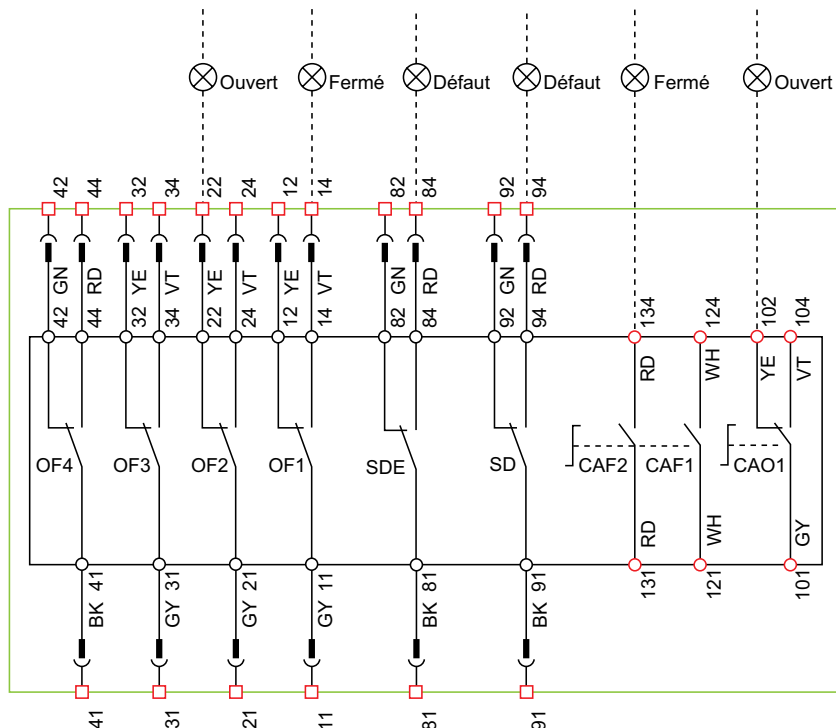 Ouvert Fermé Défaut Défaut Fermé Ouvert
42 44 32 34 22 24 12 14 82 84 92 94
GN RD YE VT YE VT YE VT GN RD GN RD
42 44 32 34 22 24 12 14 82 84 92 94 134 124 102 104
RD WH YE VT
OF4 OF3 OF2 OF1 SDE SD CAF2 CAF1 CAO1
RD WH GY
41 31 21 11 81 91 131 121 101
BK GY GY GY BK BK
41 31 21 11 81 91